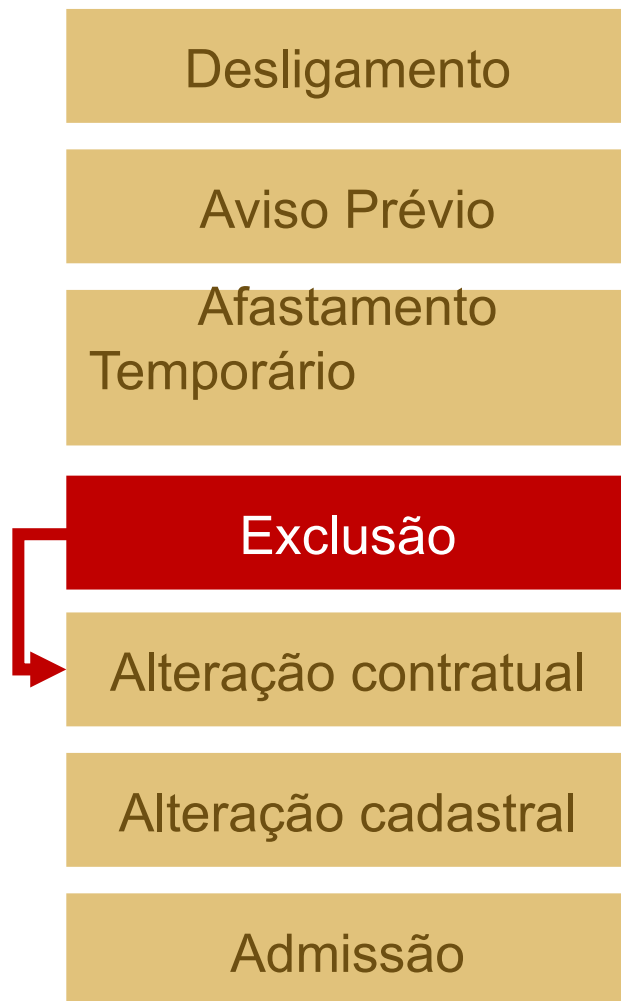 Desligamento
Aviso Prévio
Afastamento
Temporário
Exclusão
Alteração contratual
Alteração cadastral
Admissão